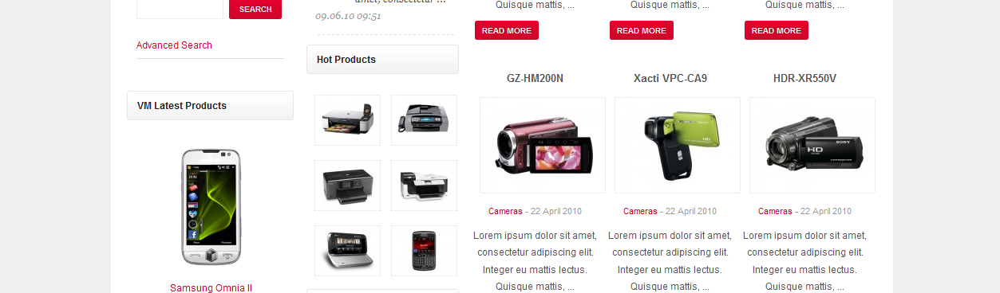 SEARCH
Advanced Search
VM Latest Products
Samsung Omnia II
09.06.10 09:51
Hot Products
Quisque mattis, ...
READ MORE
GZ-HM200N
Cameras - 22 April 2010
Lorem ipsum dolor sit amet,
consectetur adipiscing elit.
Integer eu mattis lectus.
Quisque mattis, ...
Quisque mattis, ...
READ MORE
Xacti VPC-CA9
Cameras - 22 April 2010
Lorem ipsum dolor sit amet,
consectetur adipiscing elit.
Integer eu mattis lectus.
Quisque mattis, ...
Quisque mattis, ...
READ MORE
HDR-XR550V
SONY
HD
Cameras - 22 April 2010
Lorem ipsum dolor sit amet,
consectetur adipiscing elit.
Integer eu mattis lectus.
Quisque mattis, ...